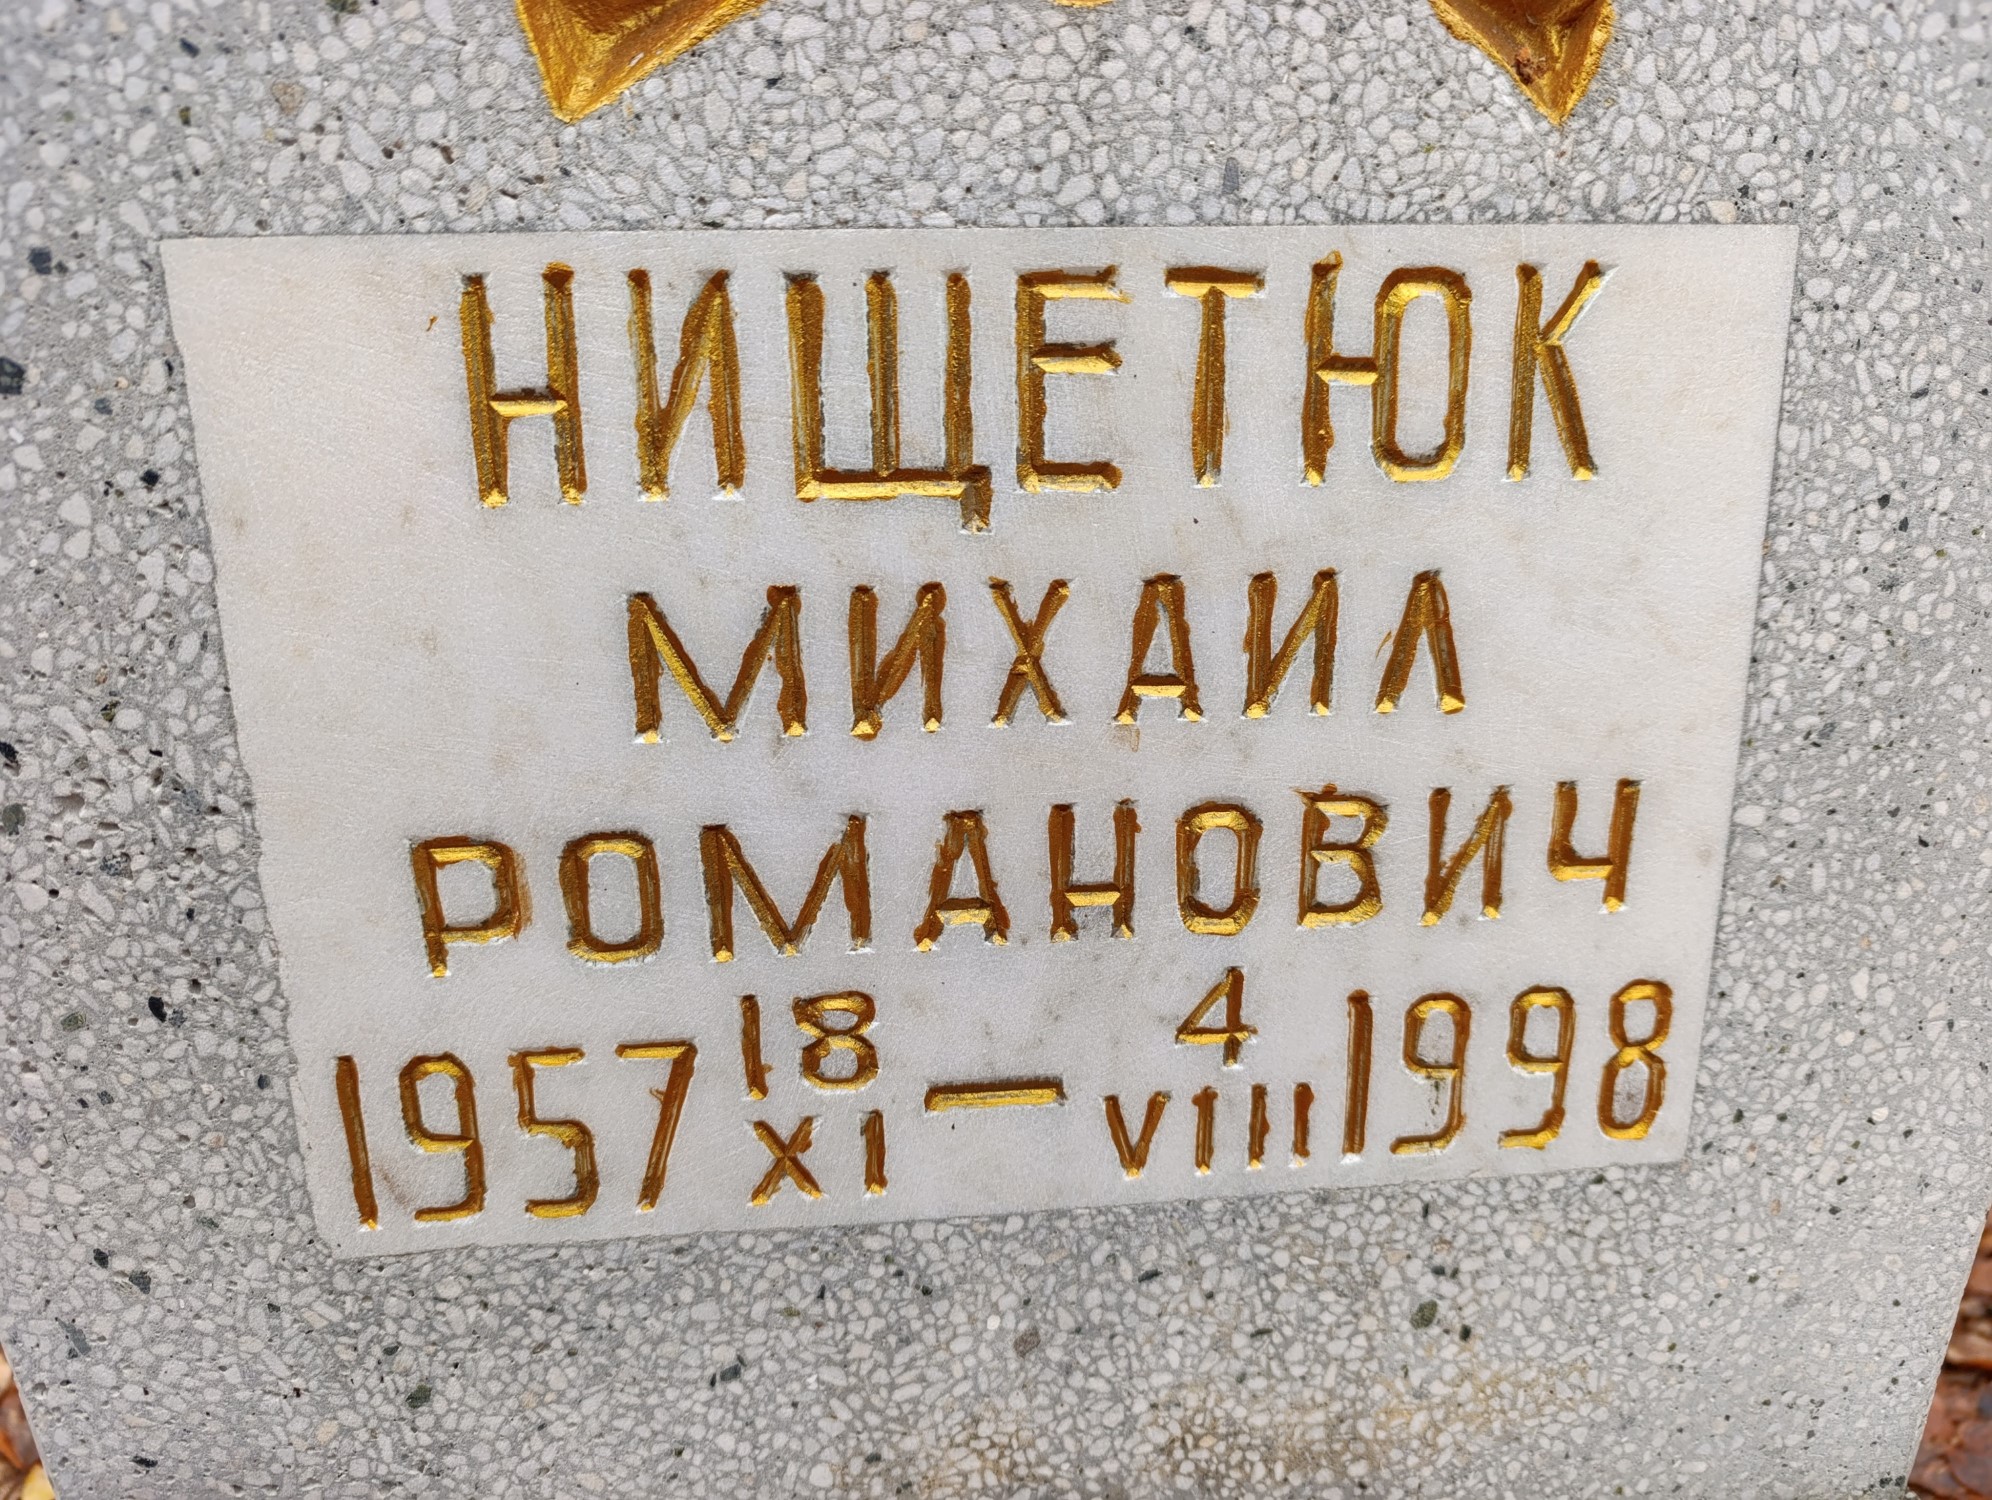 НИЩЕТЮК
МИХАИЛ
РОМАНОВИЧ
1957 18/XI — 4/VIII 1998